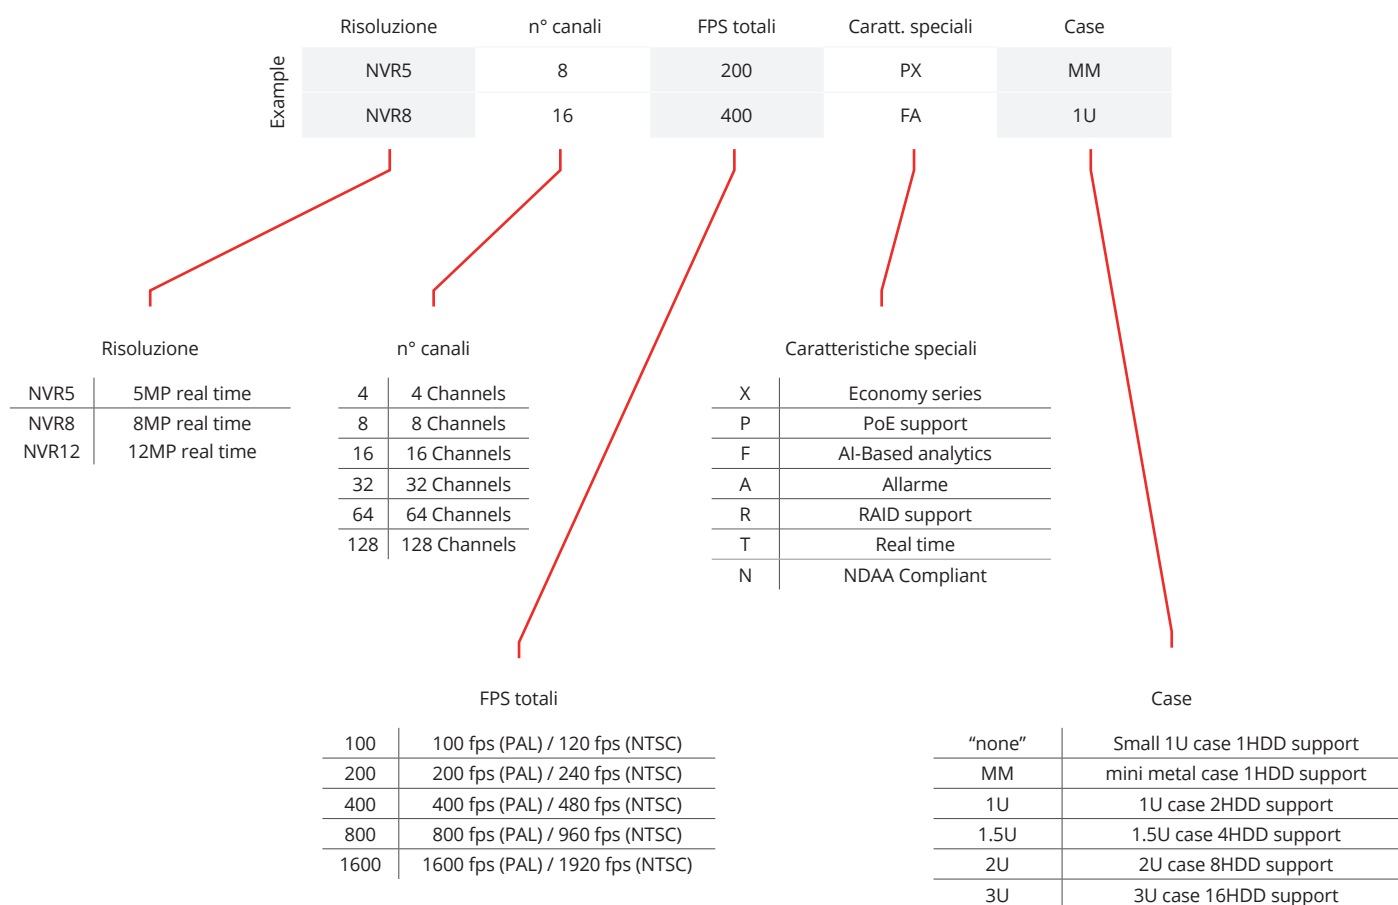 Risoluzione n° canali FPS totali Caratt. speciali Case
Example
NVR5 8 200 PX MM
NVR8 16 400 FA 1U
Risoluzione
NVR5 5MP real time
NVR8 8MP real time
NVR12 12MP real time
n° canali
4 4 Channels
8 8 Channels
16 16 Channels
32 32 Channels
64 64 Channels
128 128 Channels
Caratteristiche speciali
X Economy series
P PoE support
F AI-Based analytics
A Allarme
R RAID support
T Real time
N NDAA Compliant
FPS totali
100 100 fps (PAL) / 120 fps (NTSC)
200 200 fps (PAL) / 240 fps (NTSC)
400 400 fps (PAL) / 480 fps (NTSC)
800 800 fps (PAL) / 960 fps (NTSC)
1600 1600 fps (PAL) / 1920 fps (NTSC)
Case
“none” Small 1U case 1HDD support
MM mini metal case 1HDD support
1U 1U case 2HDD support
1.5U 1.5U case 4HDD support
2U 2U case 8HDD support
3U 3U case 16HDD support